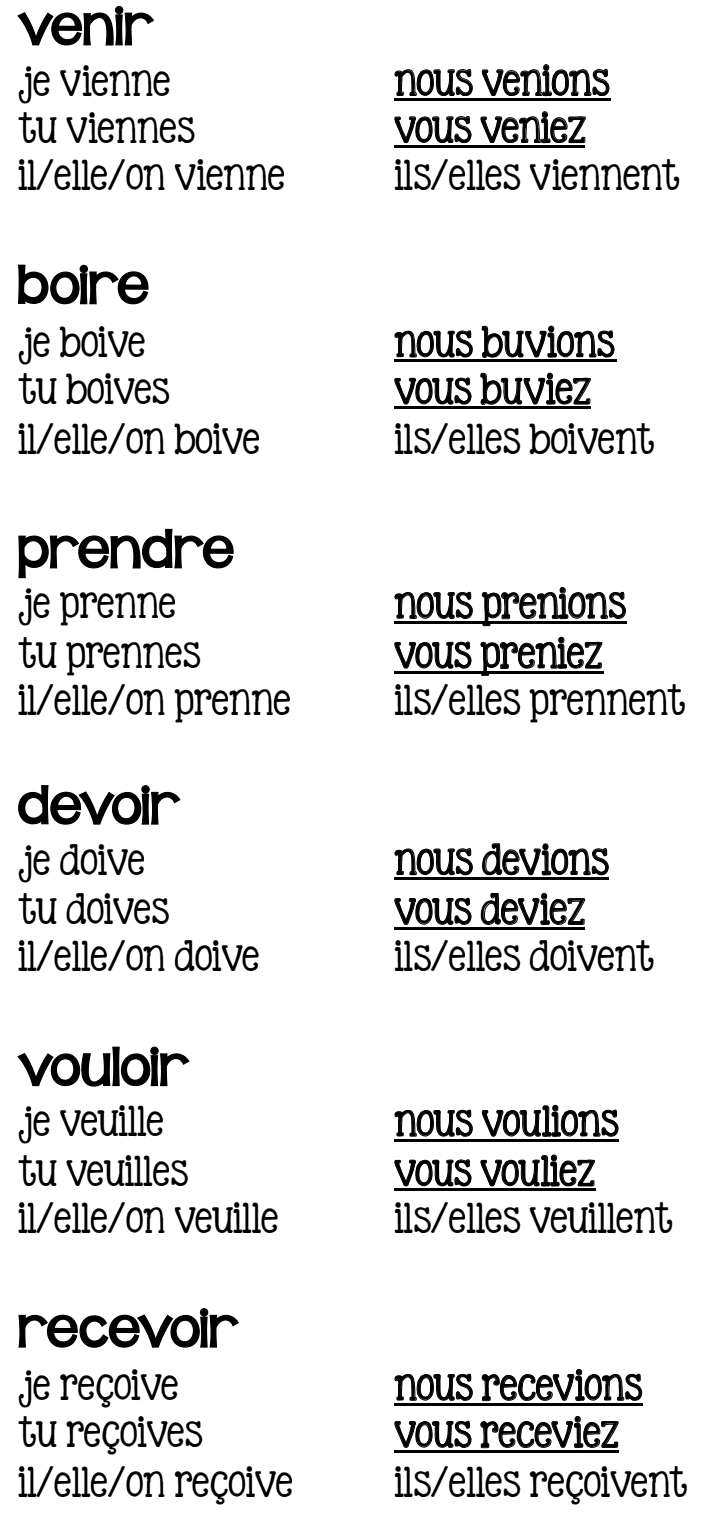 venir
je vienne nous venions
tu viennes vous veniez
il/elle/on vienne ils/elles viennent
boire
je boive nous buvions
tu boives vous buviez
il/elle/on boive ils/elles boivent
prendre
je prenne nous prenions
tu prennes vous preniez
il/elle/on prenne ils/elles prennent
devoir
je doive nous devions
tu doives vous deviez
il/elle/on doive ils/elles doivent
vouloir
je veuille nous voulions
tu veuilles vous vouliez
il/elle/on veuille ils/elles veuillent
recevoir
je reçoive nous recevions
tu reçoives vous receviez
il/elle/on reçoive ils/elles reçoivent